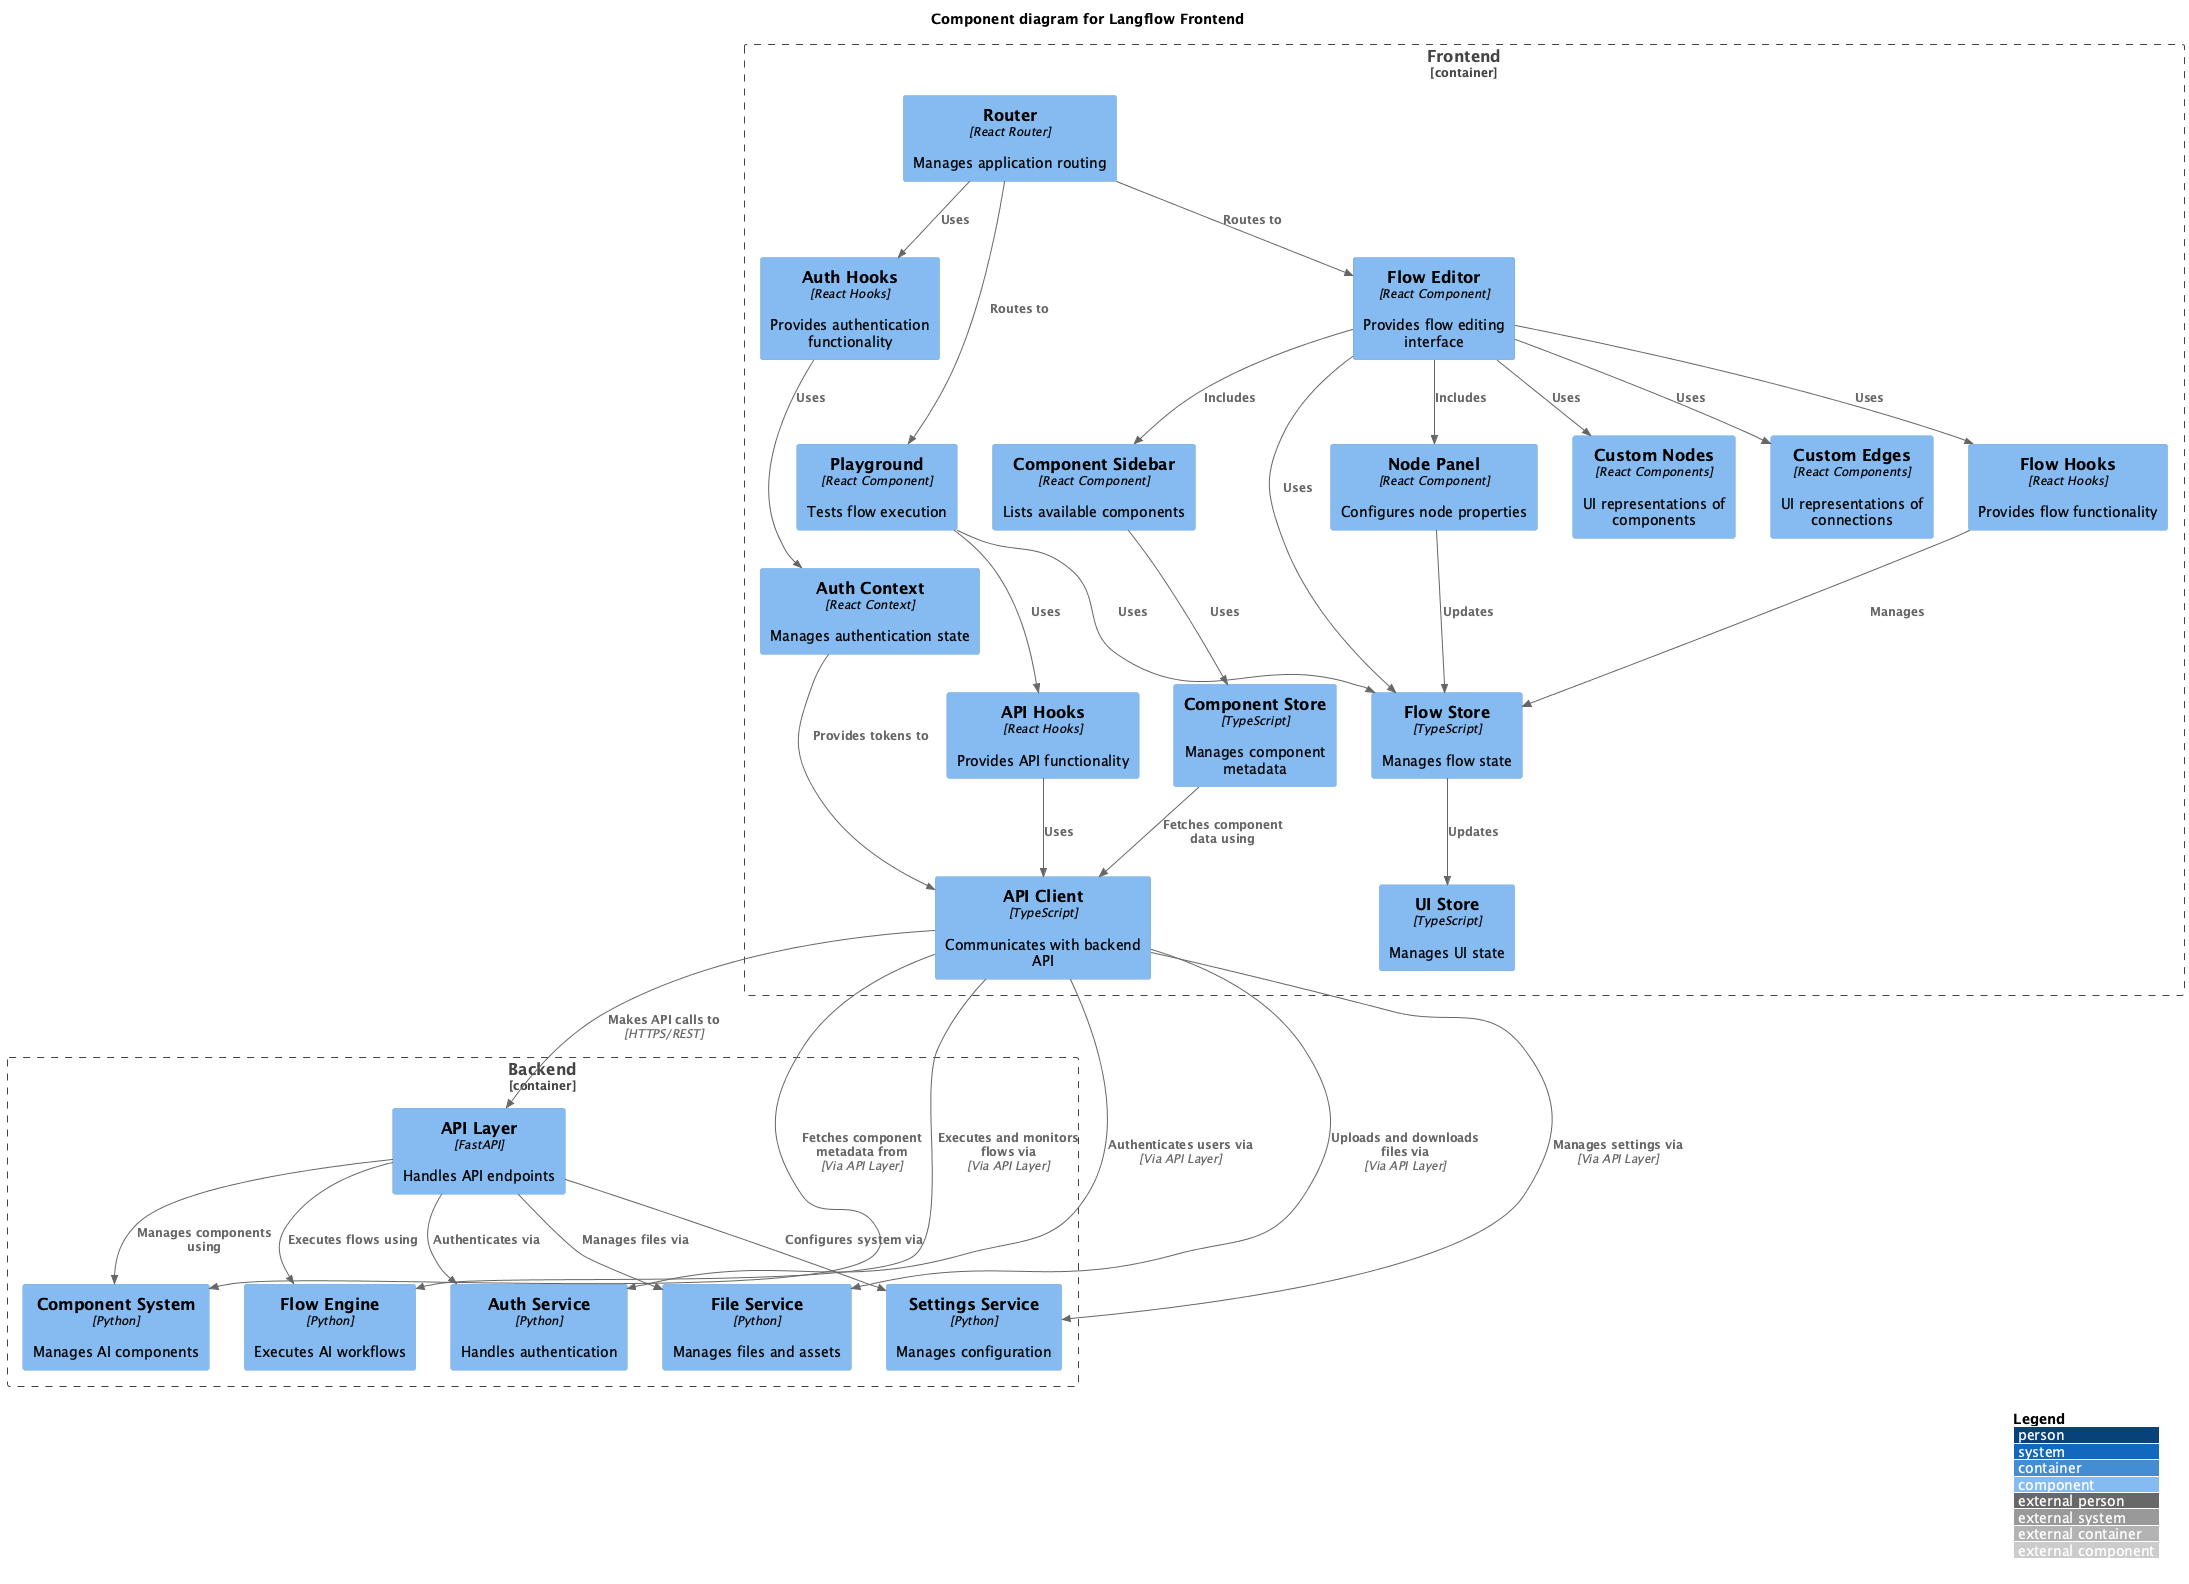 Component diagram for Langflow Frontend
Frontend
[container]
Router
[React Router]
Manages application routing
Uses
Routes to
Routes to
Auth Hooks
[React Hooks]
Provides authentication
functionality
Flow Editor
[React Component]
Provides flow editing
interface
Uses
Includes
Includes
Uses
Uses
Uses
Uses
Playground
[React Component]
Tests flow execution
Component Sidebar
[React Component]
Lists available components
Node Panel
[React Component]
Configures node properties
Custom Nodes
[React Components]
UI representations of
components
Custom Edges
[React Components]
UI representations of
connections
Flow Hooks
[React Hooks]
Provides flow functionality
Auth Context
[React Context]
Manages authentication state
Uses
Uses
Uses
Updates
Manages
Provides tokens to
API Hooks
[React Hooks]
Provides API functionality
Component Store
[TypeScript]
Manages component
metadata
Flow Store
[TypeScript]
Manages flow state
Uses
Fetches component
data using
Updates
API Client
[TypeScript]
Communicates with backend
API
UI Store
[TypeScript]
Manages UI state
Makes API calls to
[HTTPS/REST]
Backend
[container]
API Layer
[FastAPI]
Handles API endpoints
Fetches component
metadata from
[Via API Layer]
Executes and monitors
flows via
[Via API Layer]
Authenticates users via
[Via API Layer]
Uploads and downloads
files via
[Via API Layer]
Manages settings via
[Via API Layer]
Manages components
using
Executes flows using
Authenticates via
Manages files via
Configures system via
Component System
[Python]
Manages AI components
Flow Engine
[Python]
Executes AI workflows
Auth Service
[Python]
Handles authentication
File Service
[Python]
Manages files and assets
Settings Service
[Python]
Manages configuration
Legend
person
system
container
component
external person
external system
external container
external component